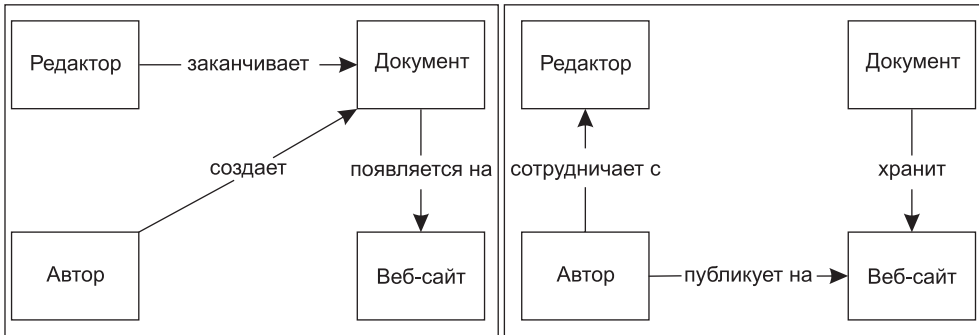 Редактор
заканчивает
Документ
создает
появляется на
Автор
Веб-сайт
Редактор
Документ
сотрудничает с
хранит
Автор
публикует на
Веб-сайт